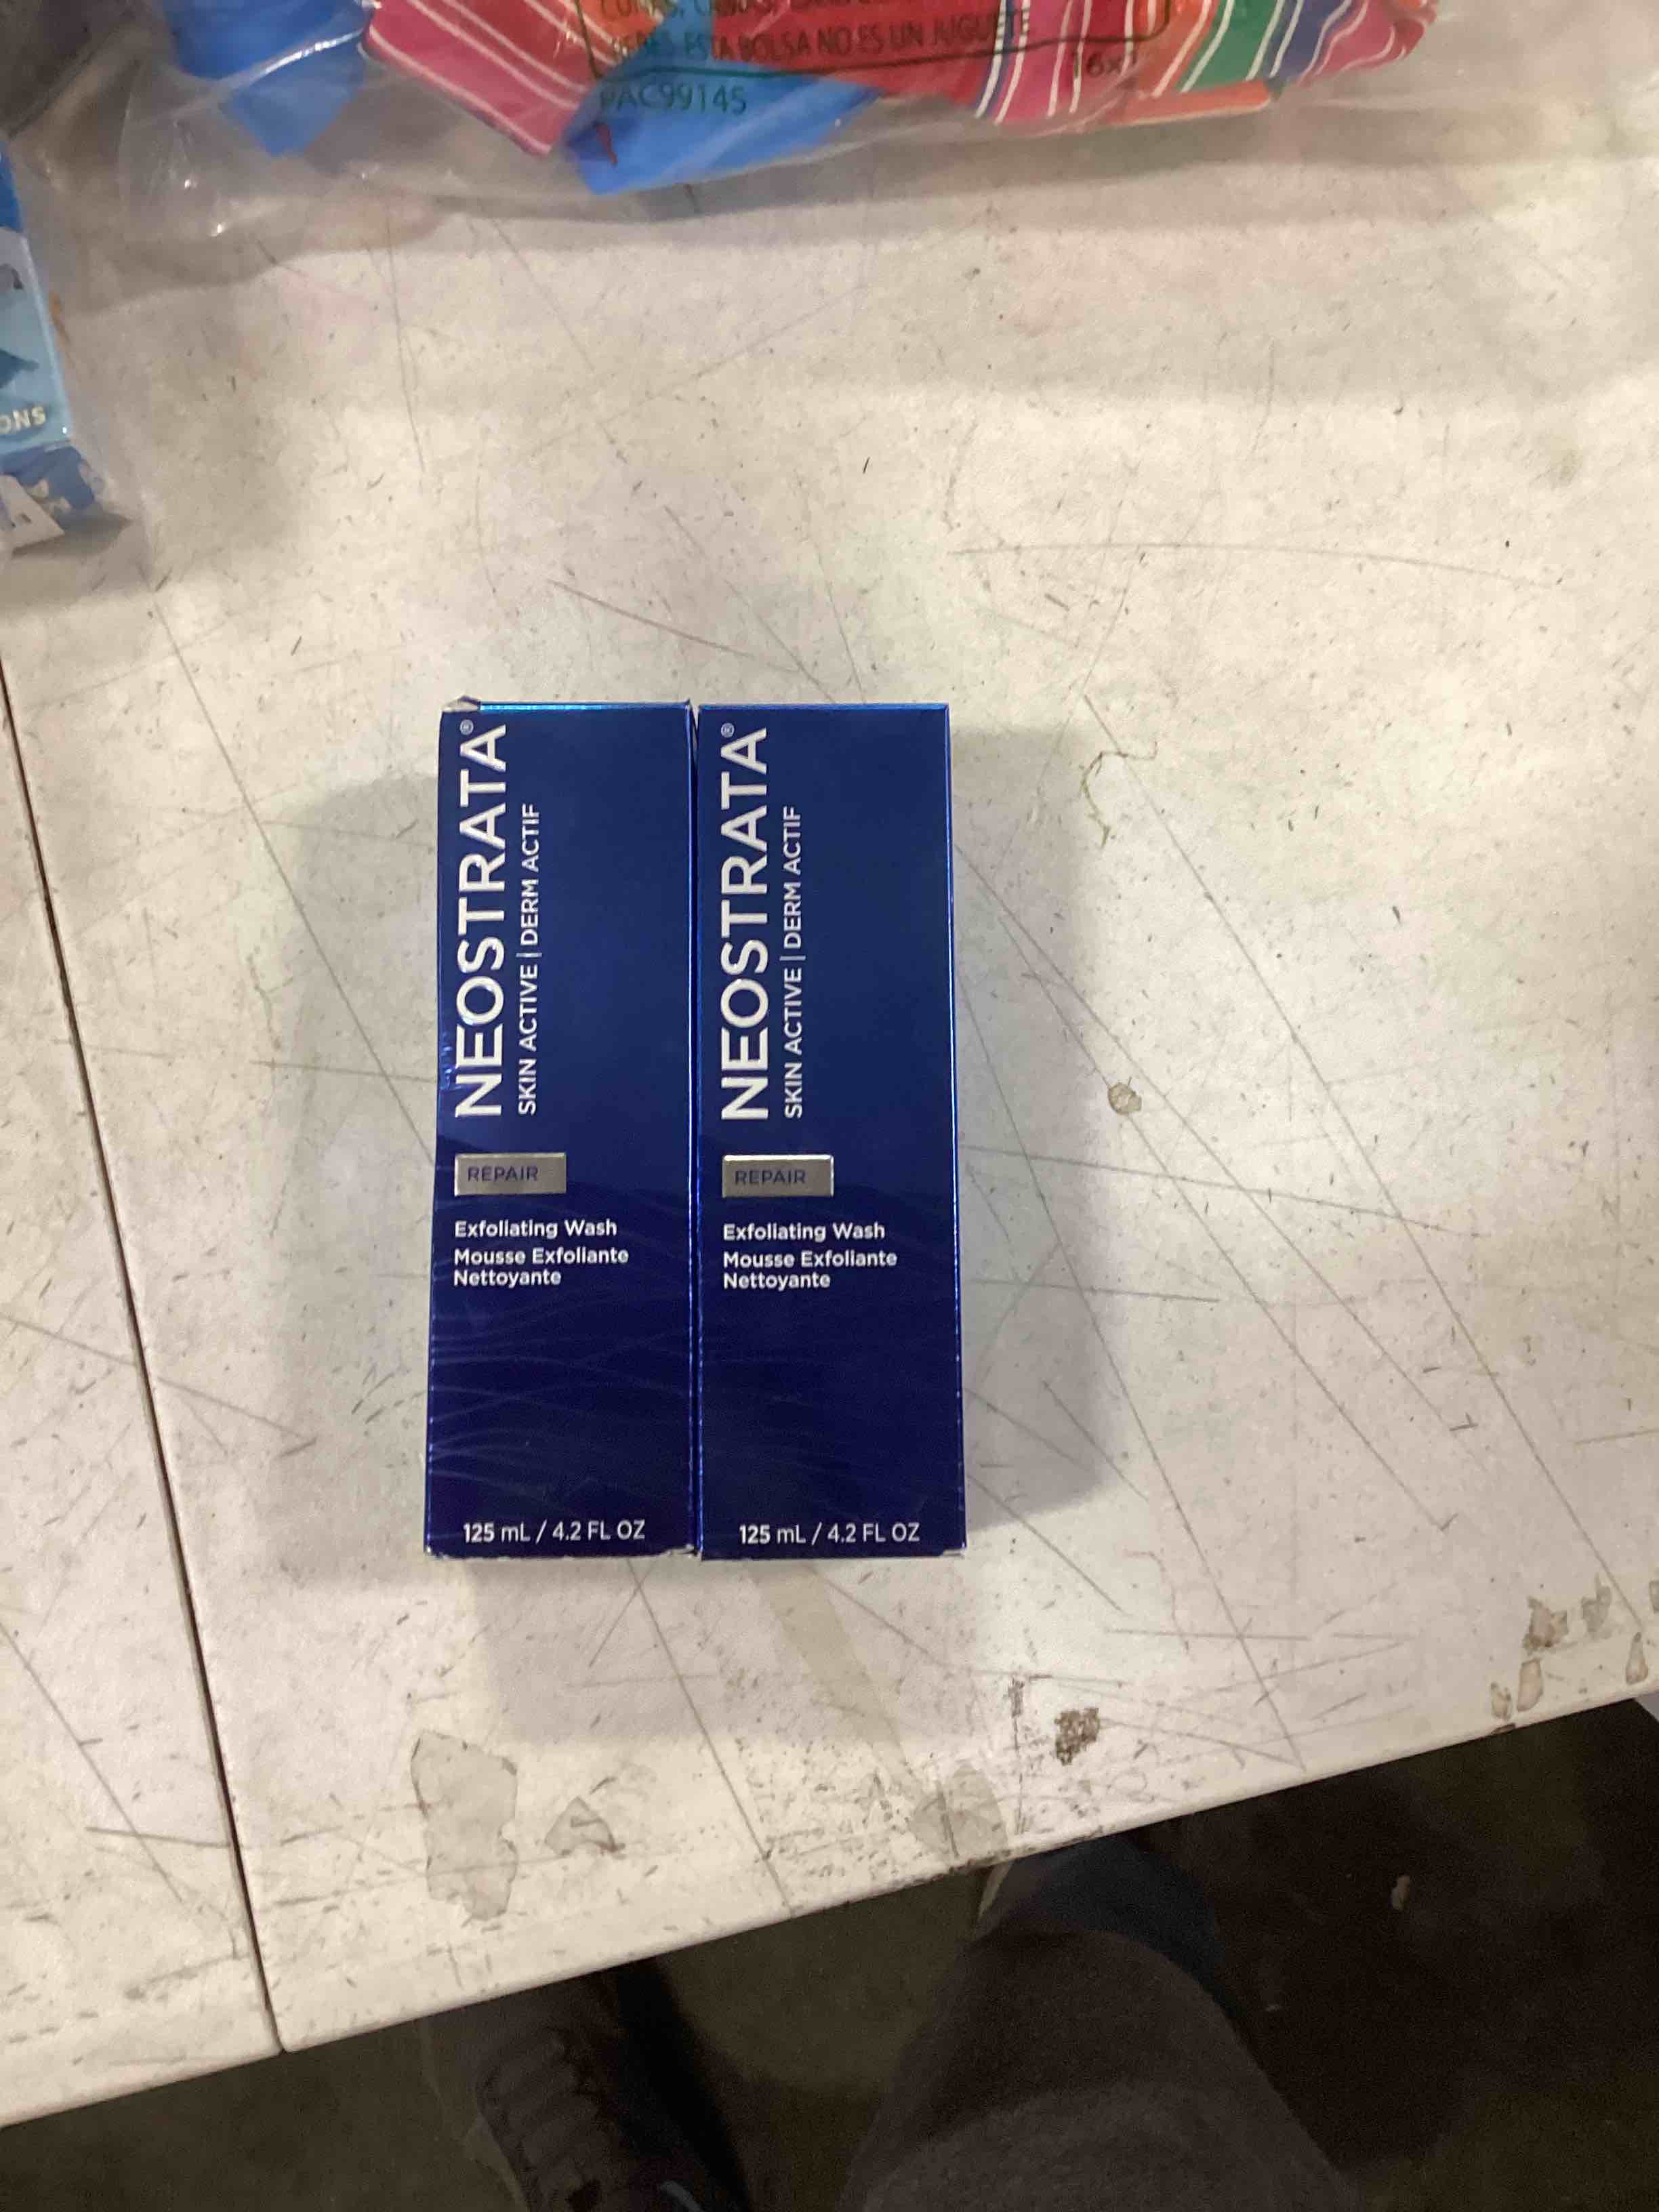 ESTA BOLSA NO ES UN JUGUETE
PAC99145
ONS
NEOSTRATA®
SKIN ACTIVE | DERM ACTIF
REPAIR
Exfoliating Wash
Mousse Exfoliante
Nettoyante
125 mL / 4.2 FL OZ
NEOSTRATA®
SKIN ACTIVE | DERM ACTIF
REPAIR
Exfoliating Wash
Mousse Exfoliante
Nettoyante
125 mL / 4.2 FL OZ